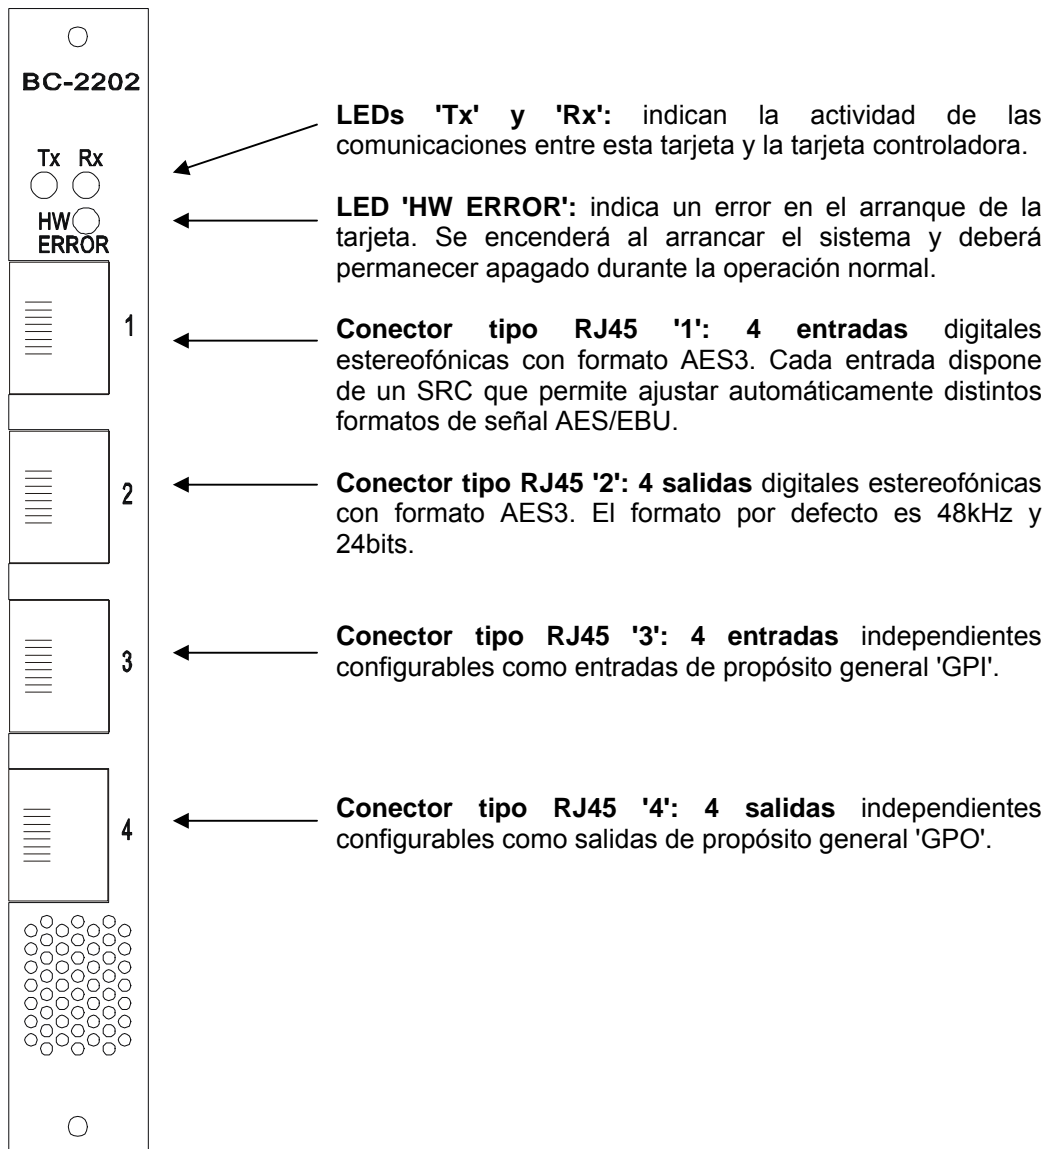 BC-2202
Tx Rx
HW
ERROR
1
2
3
4
LEDs 'Tx' y 'Rx': indican la actividad de las
comunicaciones entre esta tarjeta y la tarjeta controladora.
LED 'HW ERROR': indica un error en el arranque de la
tarjeta. Se encenderá al arrancar el sistema y deberá
permanecer apagado durante la operación normal.
Conector tipo RJ45 '1': 4 entradas digitales
estereofónicas con formato AES3. Cada entrada dispone
de un SRC que permite ajustar automáticamente distintos
formatos de señal AES/EBU.
Conector tipo RJ45 '2': 4 salidas digitales estereofónicas
con formato AES3. El formato por defecto es 48kHz y
24bits.
Conector tipo RJ45 '3': 4 entradas independientes
configurables como entradas de propósito general 'GPI'.
Conector tipo RJ45 '4': 4 salidas independientes
configurables como salidas de propósito general 'GPO'.